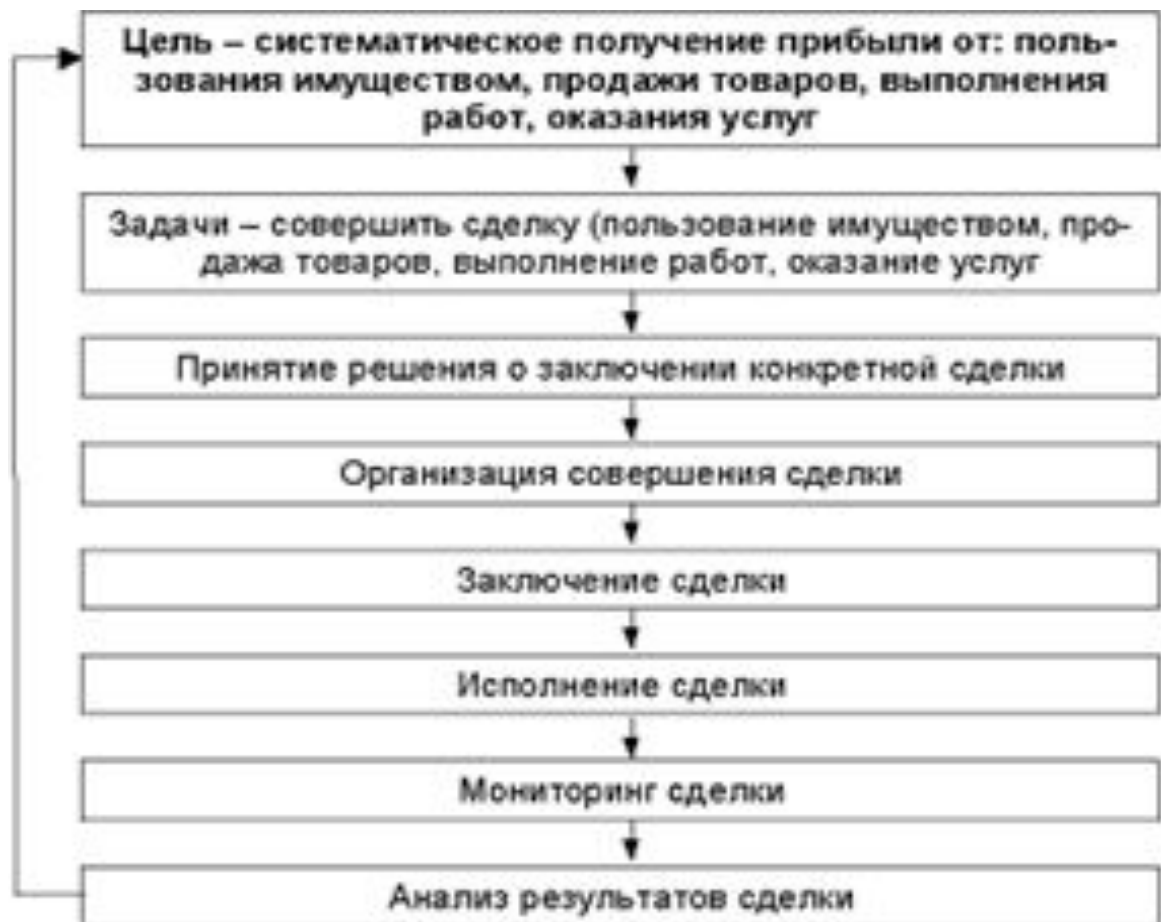 Цель – систематическое получение прибыли от: поль-
зования имуществом, продажи товаров, выполнения
работ, оказания услуг
Задачи – совершить сделку (пользование имуществом, про-
дажа товаров, выполнение работ, оказание услуг
Принятие решения о заключении конкретной сделки
Организация совершения сделки
Заключение сделки
Исполнение сделки
Мониторинг сделки
Анализ результатов сделки